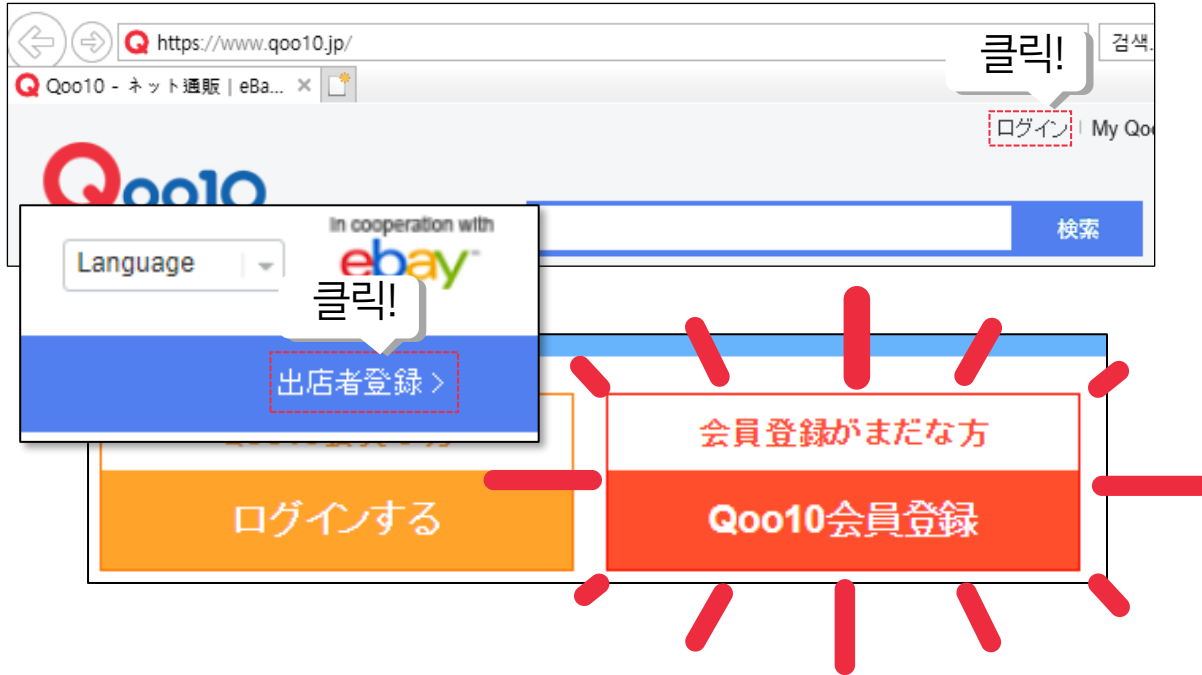 https://www.qoo10.jp/
검색.
Qoo10 - ネット通販 | eBa...
클릭!
ログイン
My Qoo
Qoo10
検索
Language
In cooperation with
ebay
클릭!
出店者登録 >
会員登録がまだな方
ログインする
Qoo10会員登録